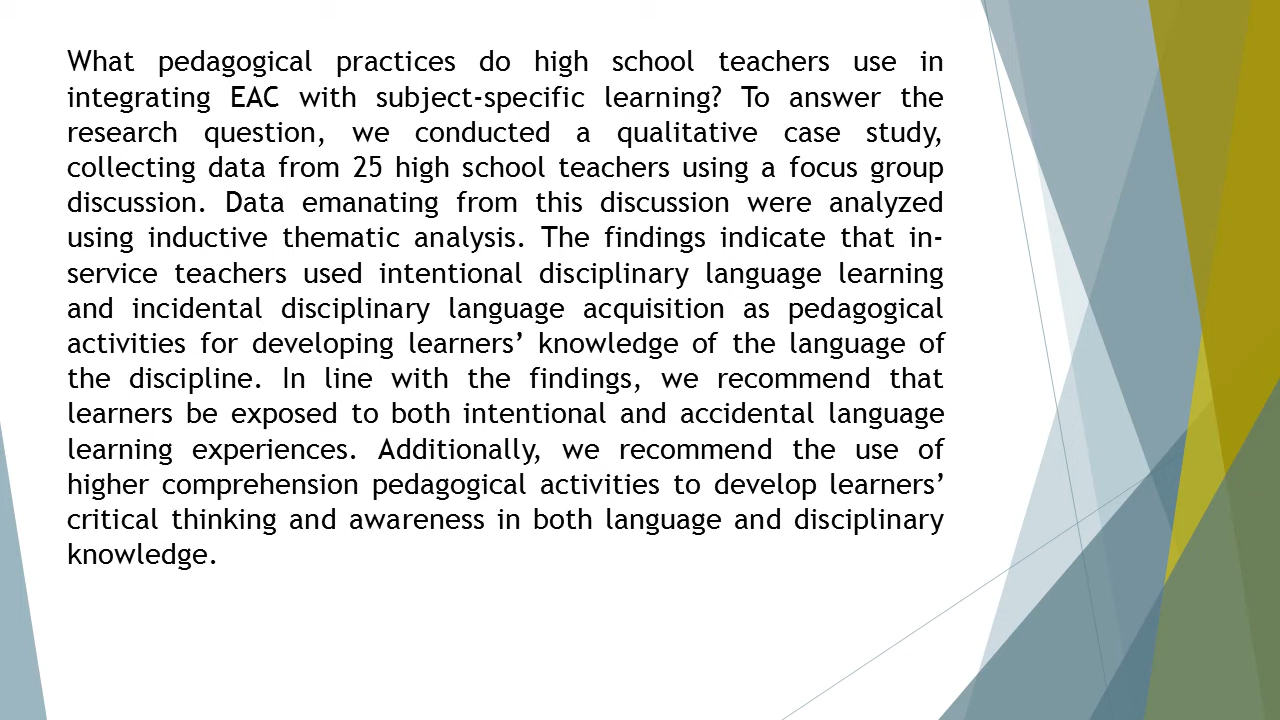 What pedagogical practices do high school teachers use in
integrating EAC with subject-specific learning? To answer the
research question, we conducted a qualitative case study,
collecting data from 25 high school teachers using a focus group
discussion. Data emanating from this discussion were analyzed
using inductive thematic analysis. The findings indicate that in-
service teachers used intentional disciplinary language learning
and incidental disciplinary language acquisition as pedagogical
activities for developing learners’ knowledge of the language of
the discipline. In line with the findings, we recommend that
learners be exposed to both intentional and accidental language
learning experiences. Additionally, we recommend the use of
higher comprehension pedagogical activities to develop learners’
critical thinking and awareness in both language and disciplinary
knowledge.